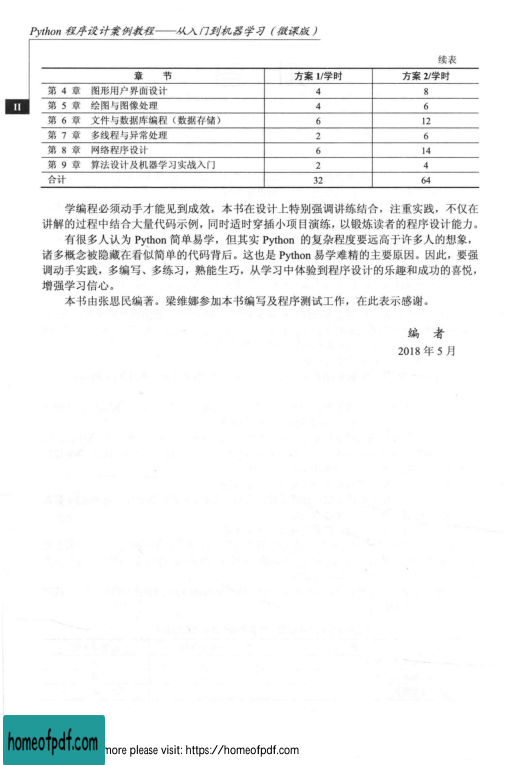 Python 程序设计案例教程——从入门到机器学习（微课版）
续表
章 节 方案 1/学时 方案 2/学时
第 4 章 图形用户界面设计 4 8
II
第 5 章 绘图与图像处理 4 6
第 6 章 文件与数据库编程（数据存储） 6 12
第 7 章 多线程与异常处理 2 6
第 8 章 网络程序设计 6 14
第 9 章 算法设计及机器学习实战入门 2 4
合计 32 64
学编程必须动手才能见到成效，本书在设计上特别强调讲练结合，注重实践，不仅在
讲解的过程中结合大量代码示例，同时适时穿插小项目演练，以锻炼读者的程序设计能力。
有很多人认为 Python 简单易学，但其实 Python 的复杂程度要远高于许多人的想象，
诸多概念被隐藏在看似简单的代码背后。这也是 Python 易学难精的主要原因。因此，要强
调动手实践，多编写、多练习，熟能生巧，从学习中体验到程序设计的乐趣和成功的喜悦，
增强学习信心。
本书由张思民编著。梁维娜参加本书编写及程序测试工作，在此表示感谢。
编 者
2018 年 5 月
homeofpdf.com
more please visit: https://homeofpdf.com